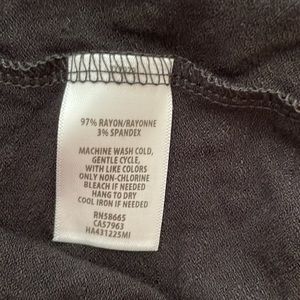 97% RAYON/RAYONNE
3% SPANDEX
MACHINE WASH COLD,
GENTLE CYCLE,
WITH LIKE COLORS
ONLY NON-CHLORINE
BLEACH IF NEEDED
HANG TO DRY
COOL IRON IF NEEDED
RN58665
CA57963
HA431225MI